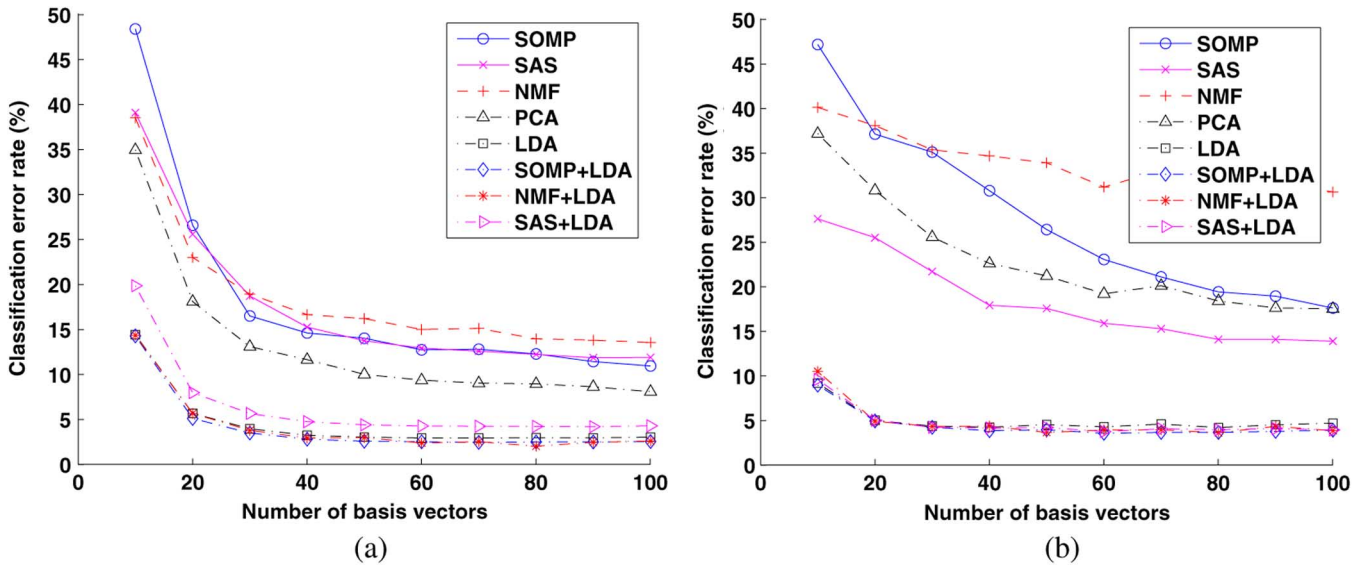 50
45
40
35
30
25
20
15
10
5
0
Classification error rate (%)
0 20 40 60 80 100
Number of basis vectors
SOMP
SAS
NMF
PCA
LDA
SOMP+LDA
NMF+LDA
SAS+LDA
(a)
50
45
40
35
30
25
20
15
10
5
0
Classification error rate (%)
0 20 40 60 80 100
Number of basis vectors
SOMP
SAS
NMF
PCA
LDA
SOMP+LDA
NMF+LDA
SAS+LDA
(b)